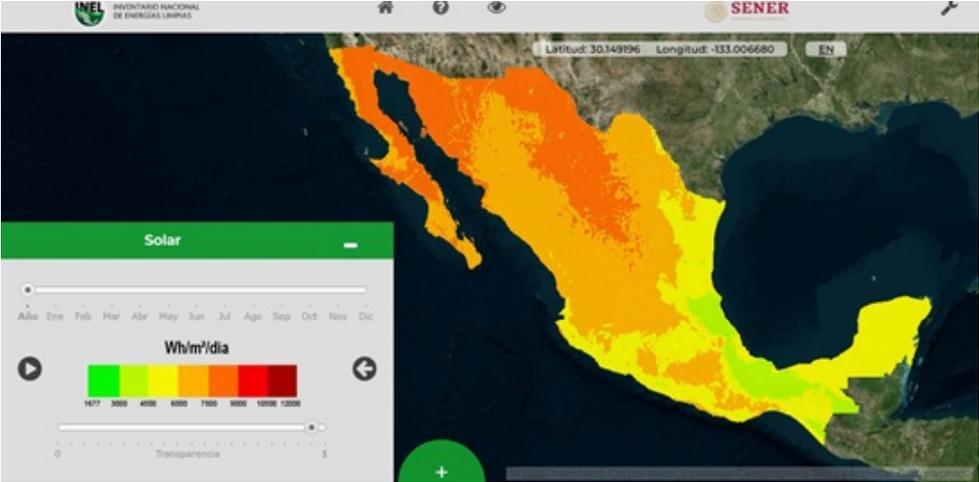 INEL
INVENTARIO NACIONAL
DE ENERGÍAS LIMPIAS
SENER
Latitud: 30.149196 Longitud: -133.006680 EN
Solar
Año Ene Feb Mar Abr May Jun Jul Ago Sep Oct Nov Dic
Wh/m²/dia
1677 3000 4500 6000 7500 9000 10500 12000
0 Transparencia 1
+